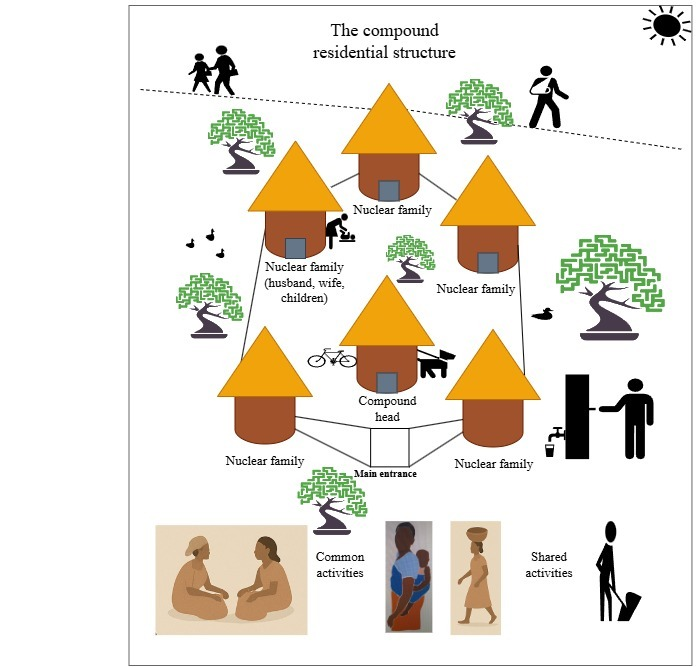 The compound
residential structure
Nuclear family
Nuclear family
(husband, wife,
children)
Nuclear family
Compound
head
Nuclear family
Main entrance
Nuclear family
Common
activities
Shared
activities